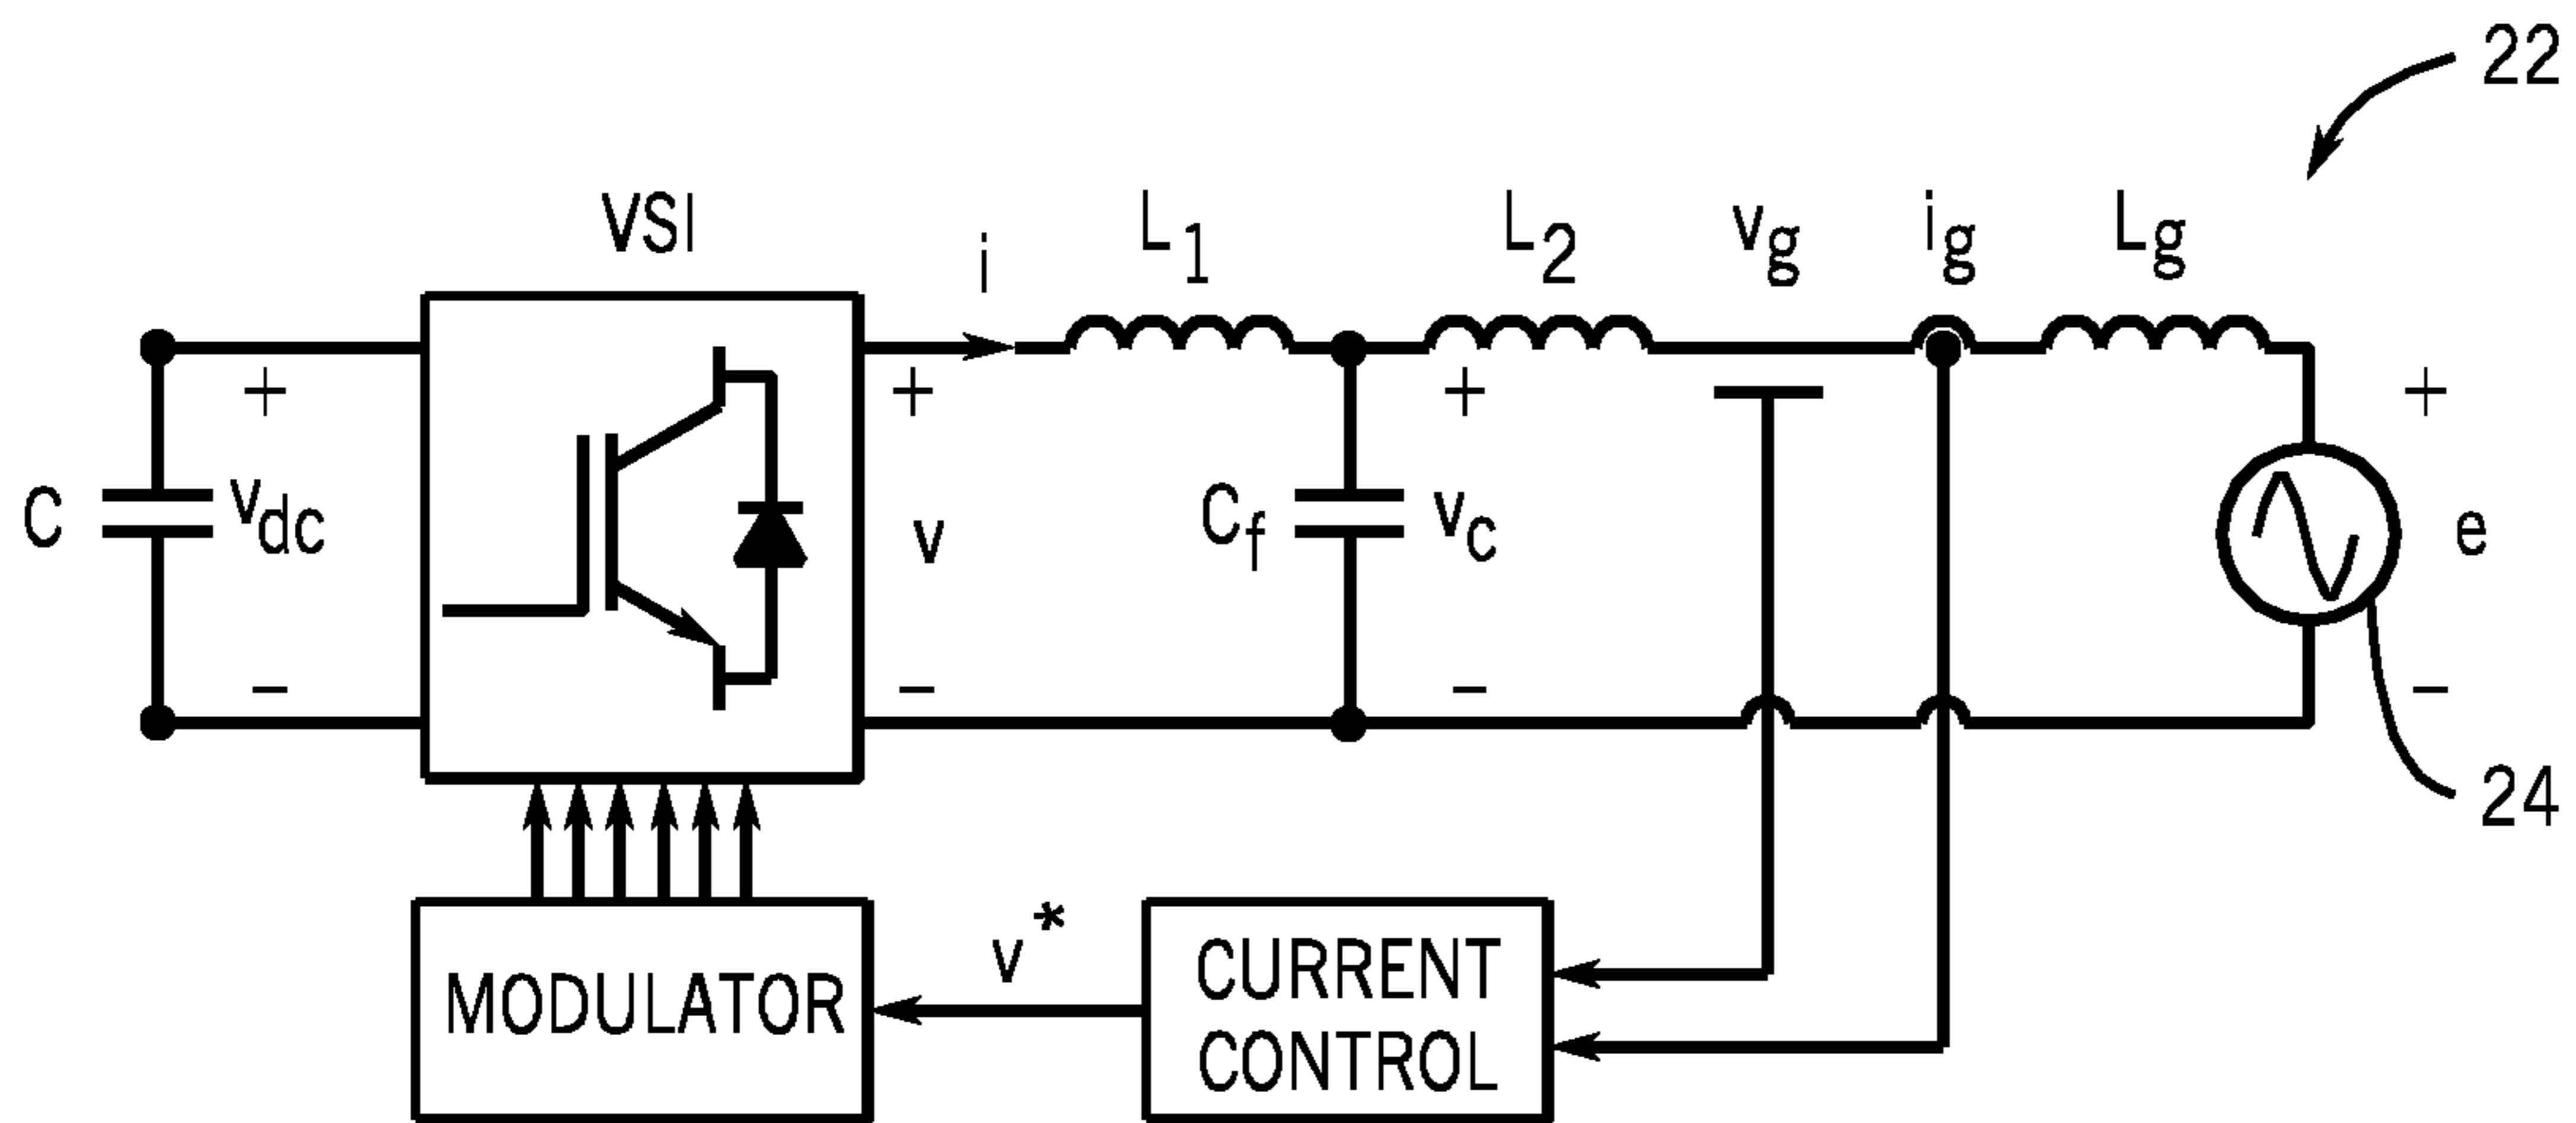 22
VSI
i
L1
L2
vg
ig
Lg
+
+
+
+
C
vdc
v
Cf
vc
e
−
−
−
−
24
v*
MODULATOR
CURRENT
CONTROL